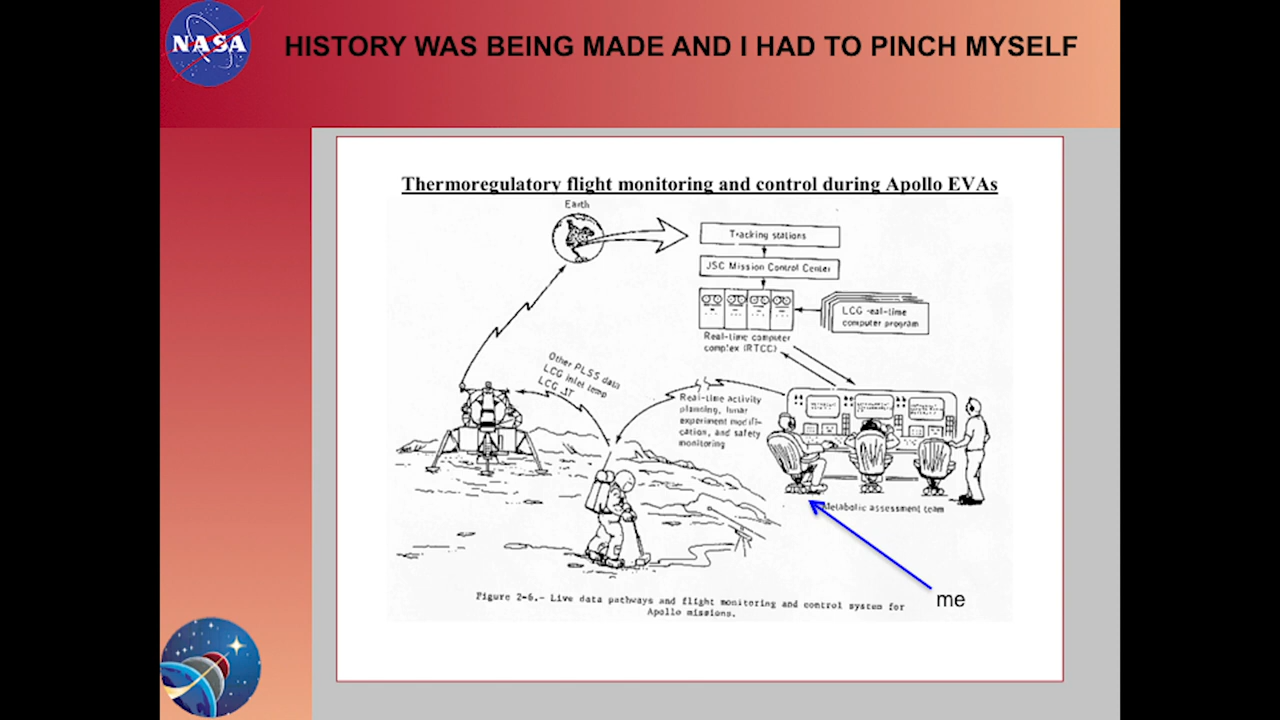 NASA
HISTORY WAS BEING MADE AND I HAD TO PINCH MYSELF
Thermoregulatory flight monitoring and control during Apollo EVAs
Earth
Tracking stations
JSC Mission Control Center
LCG real-time
computer program
Real-time computer
complex (RTCC)
Other PLSS data
LCG inlet temp
LCG ΔT
Real-time activity
planning, lunar
experiment modifi-
cation, and safety
monitoring
Metabolic assessment team
me
Figure 2-6.- Live data pathways and flight monitoring and control system for
Apollo missions.